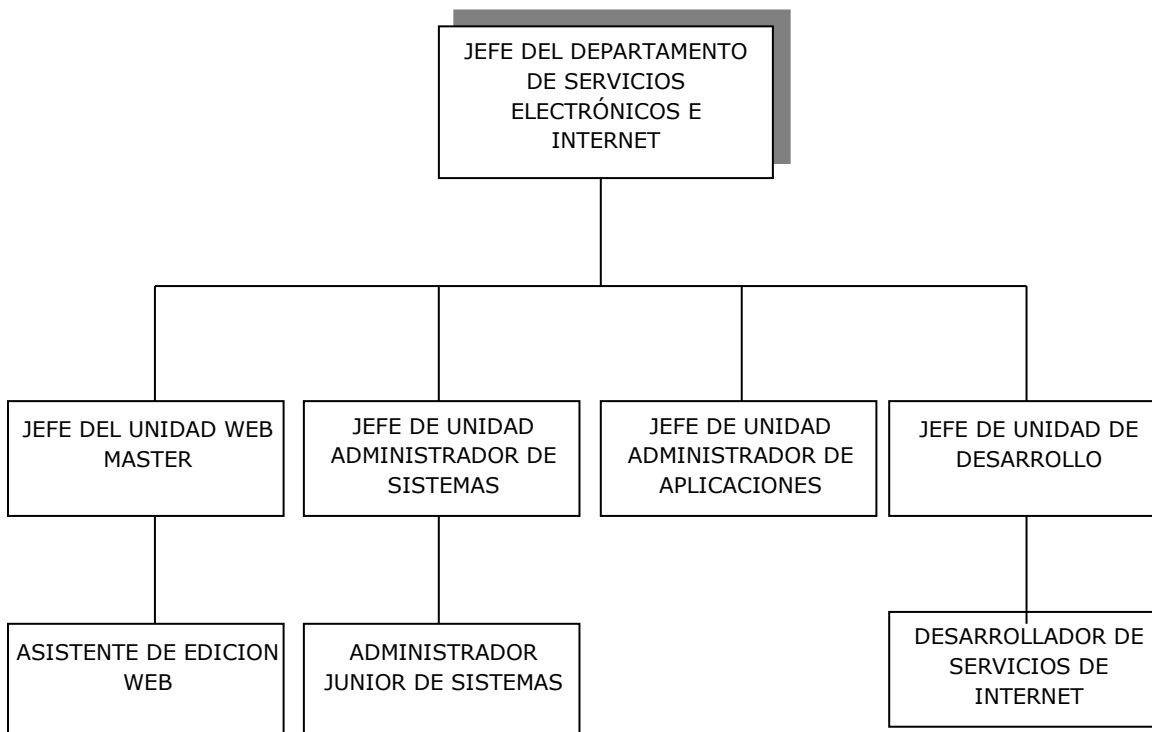 JEFE DEL DEPARTAMENTO
DE SERVICIOS
ELECTRÓNICOS E
INTERNET
JEFE DEL UNIDAD WEB
MASTER
JEFE DE UNIDAD
ADMINISTRADOR DE
SISTEMAS
JEFE DE UNIDAD
ADMINISTRADOR DE
APLICACIONES
JEFE DE UNIDAD DE
DESARROLLO
ASISTENTE DE EDICION
WEB
ADMINISTRADOR
JUNIOR DE SISTEMAS
DESARROLLADOR DE
SERVICIOS DE
INTERNET